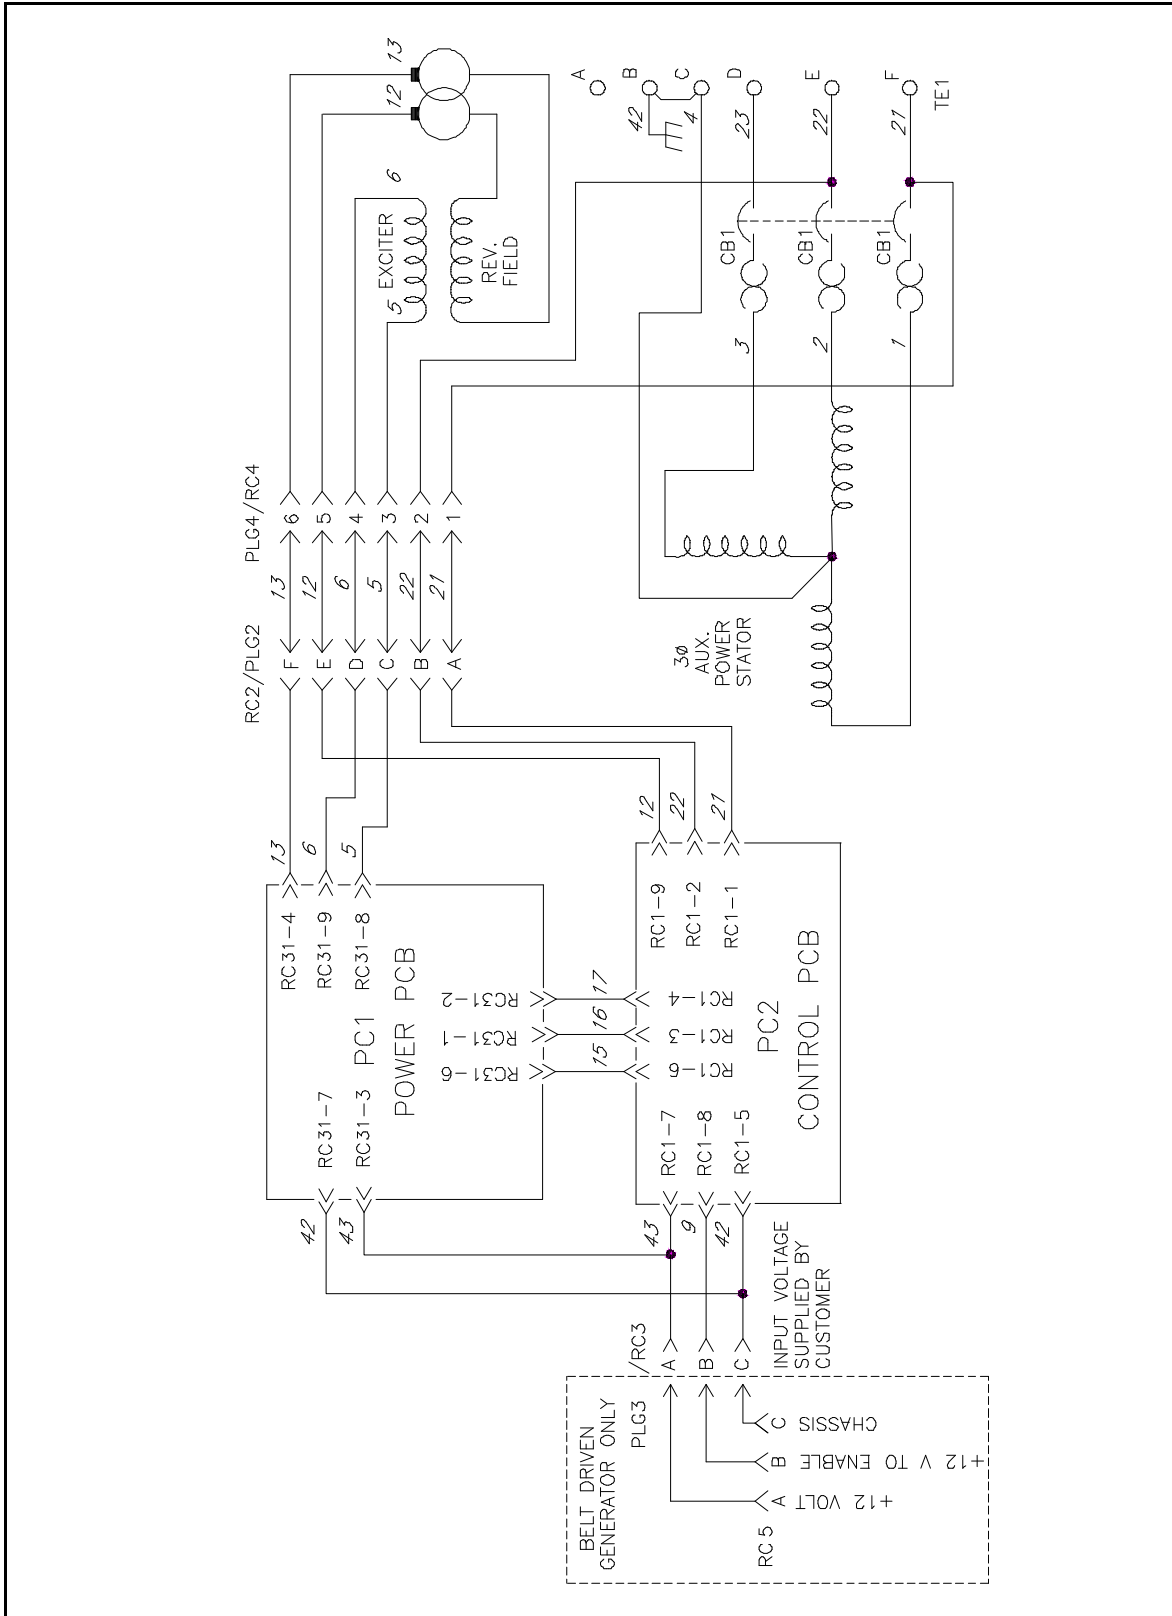 13
12
A
B
C
D
E
F
TE1
42
4
23
22
21
6
EXCITER
5
REV.
FIELD
CB1
CB1
CB1
3
2
1
PLG4/RC4
6
5
4
3
2
1
13
12
6
5
22
21
RC2/PLG2
F
E
D
C
B
A
3ø
AUX.
POWER
STATOR
13
6
5
12
22
21
RC31-4
RC31-9
RC31-8
RC1-9
RC1-2
RC1-1
PC1
POWER PCB
RC31-2
RC31-1
RC31-6
17
16
15
RC1-4
RC1-3
RC1-6
PC2
CONTROL PCB
RC31-7
RC31-3
RC1-7
RC1-8
RC1-5
42
43
43
9
42
/RC3
A
B
C
INPUT VOLTAGE
SUPPLIED BY
CUSTOMER
BELT DRIVEN
GENERATOR ONLY
PLG3
C CHASSIS
B +12 V TO ENABLE
A +12 VOLT
RC5